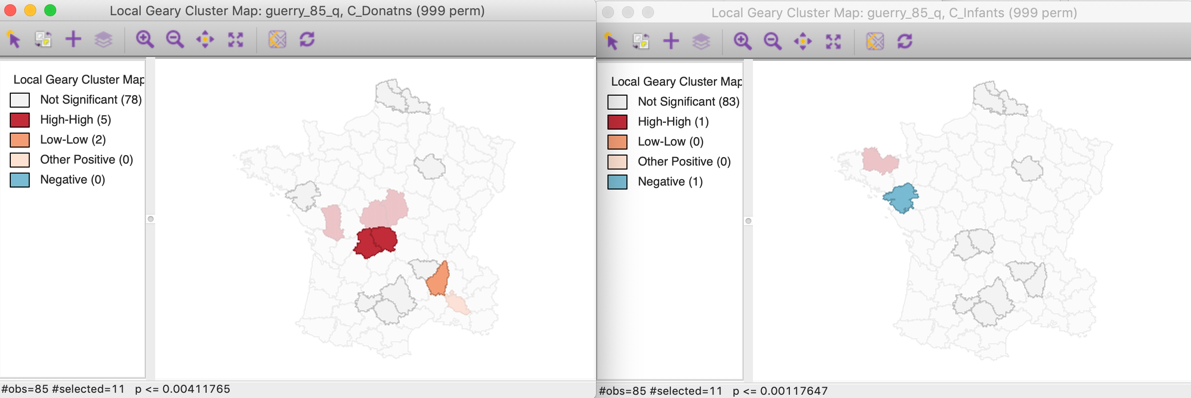 Local Geary Cluster Map: guerry_85_q, C_Donatns (999 perm)
Local Geary Cluster Map
Not Significant (78)
High-High (5)
Low-Low (2)
Other Positive (0)
Negative (0)
#obs=85 #selected=11 p <= 0.00411765
Local Geary Cluster Map: guerry_85_q, C_Infants (999 perm)
Local Geary Cluster Map
Not Significant (83)
High-High (1)
Low-Low (0)
Other Positive (0)
Negative (1)
#obs=85 #selected=11 p <= 0.00117647